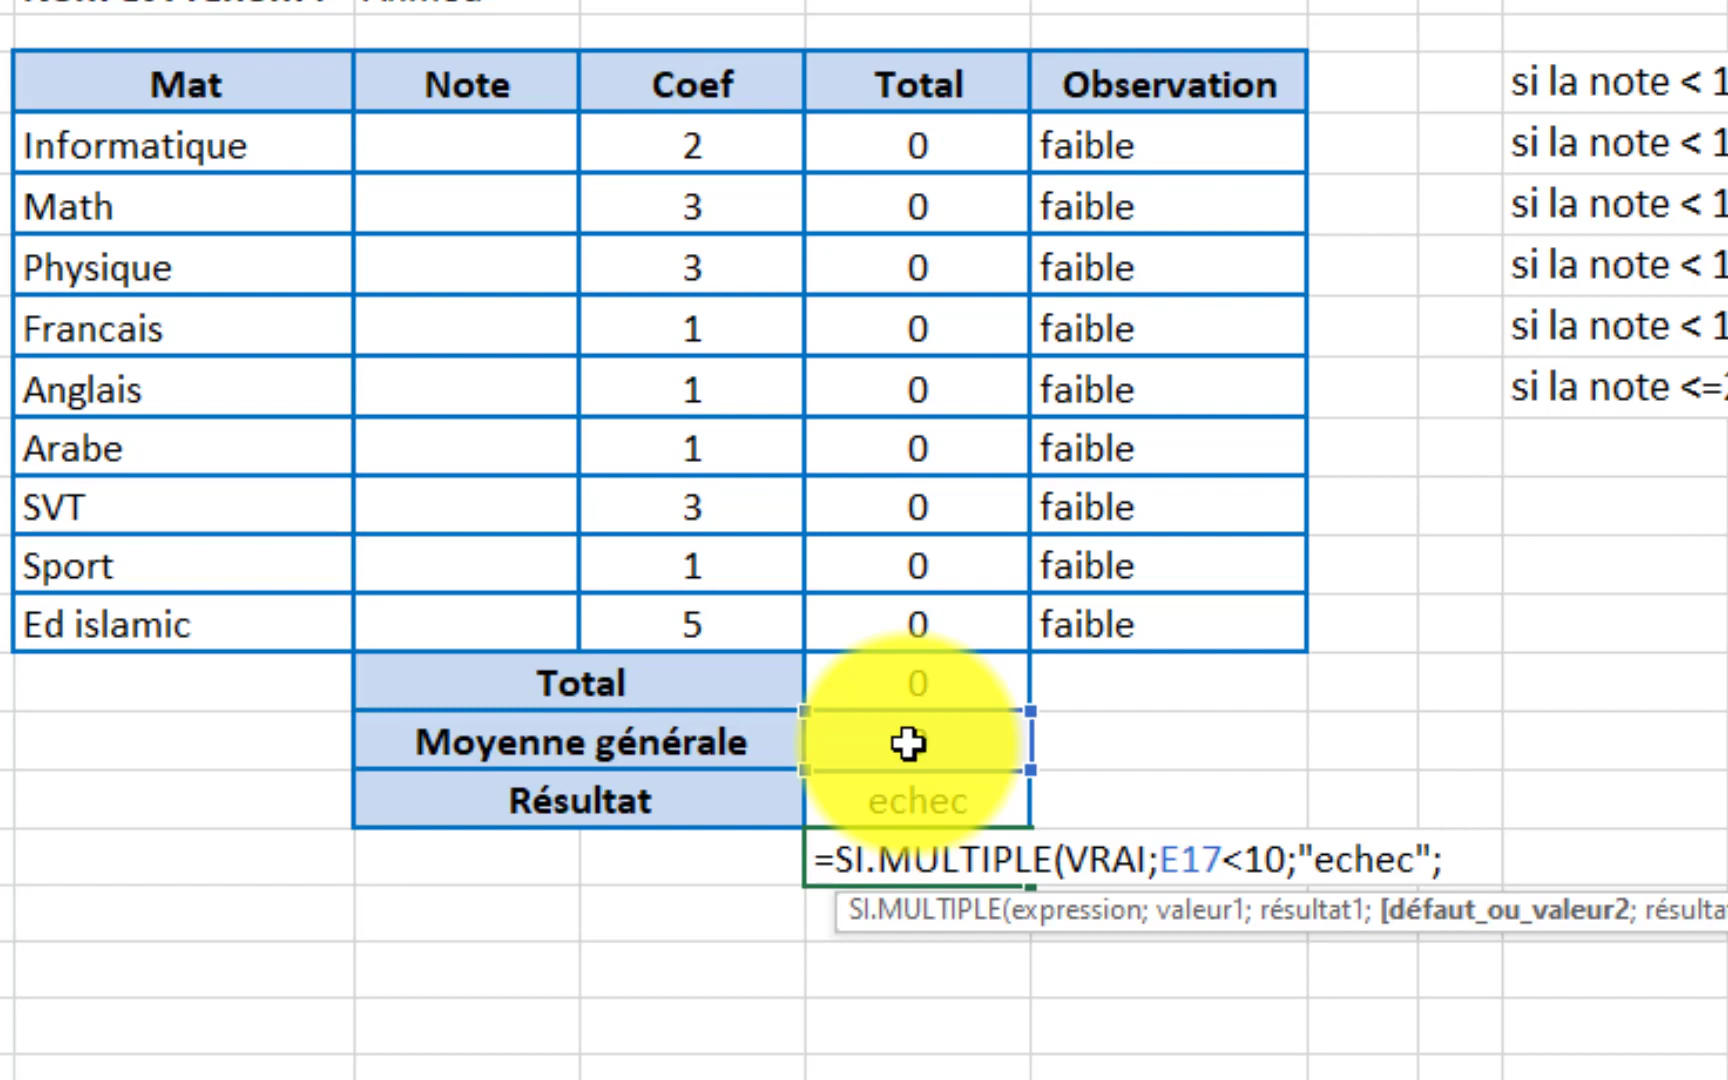 Mat Note Coef Total Observation si la note < 1
Informatique 2 0 faible si la note < 1
Math 3 0 faible si la note < 1
Physique 3 0 faible si la note < 1
Francais 1 0 faible si la note < 1
Anglais 1 0 faible si la note <=2
Arabe 1 0 faible
SVT 3 0 faible
Sport 1 0 faible
Ed islamic 5 0 faible
Total 0
Moyenne générale
Résultat echec
=SI.MULTIPLE(VRAI;E17<10;"echec";
SI.MULTIPLE(expression; valeur1; résultat1; [défaut_ou_valeur2; résulta